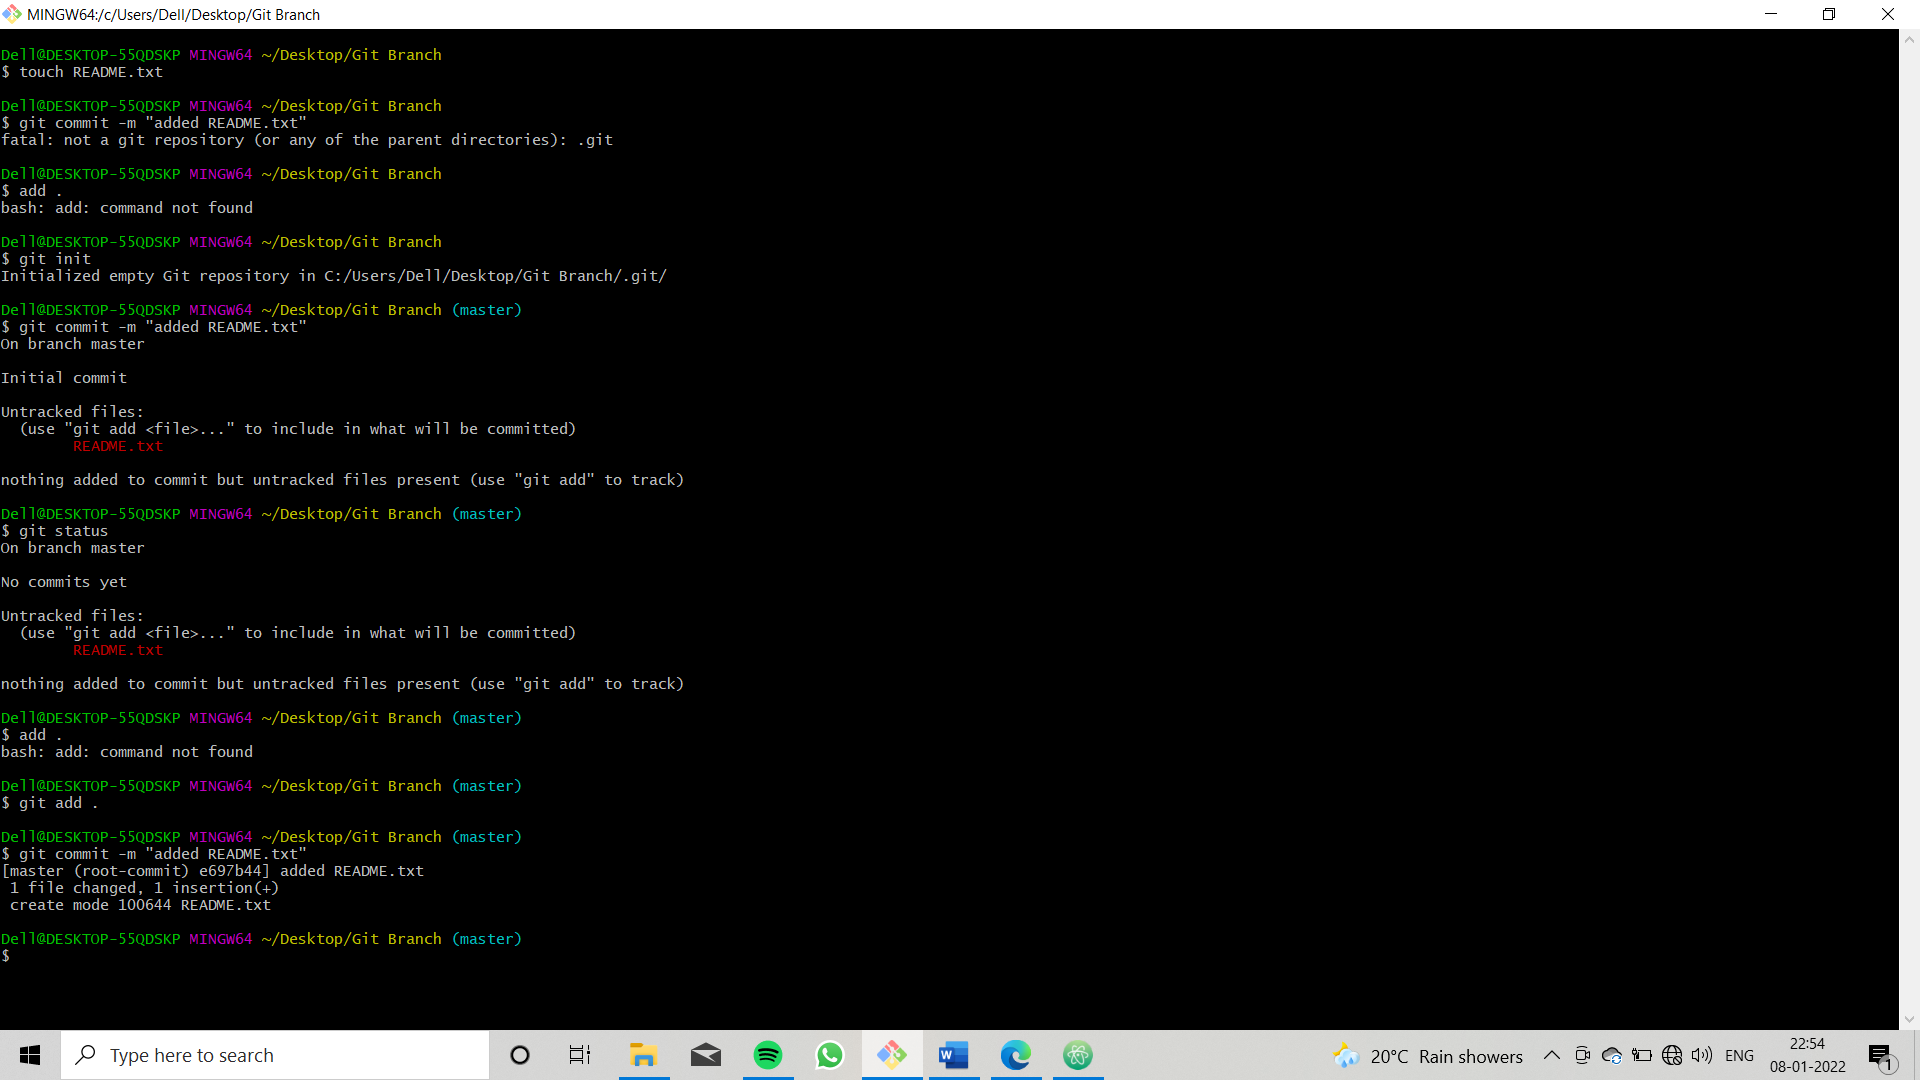 MINGW64:/c/Users/Dell/Desktop/Git Branch
Dell@DESKTOP-55QDSKP MINGW64 ~/Desktop/Git Branch
$ touch README.txt
Dell@DESKTOP-55QDSKP MINGW64 ~/Desktop/Git Branch
$ git commit -m "added README.txt"
fatal: not a git repository (or any of the parent directories): .git
Dell@DESKTOP-55QDSKP MINGW64 ~/Desktop/Git Branch
$ add .
bash: add: command not found
Dell@DESKTOP-55QDSKP MINGW64 ~/Desktop/Git Branch
$ git init
Initialized empty Git repository in C:/Users/Dell/Desktop/Git Branch/.git/
Dell@DESKTOP-55QDSKP MINGW64 ~/Desktop/Git Branch (master)
$ git commit -m "added README.txt"
On branch master
Initial commit
Untracked files:
  (use "git add <file>..." to include in what will be committed)
        README.txt
nothing added to commit but untracked files present (use "git add" to track)
Dell@DESKTOP-55QDSKP MINGW64 ~/Desktop/Git Branch (master)
$ git status
On branch master
No commits yet
Untracked files:
  (use "git add <file>..." to include in what will be committed)
        README.txt
nothing added to commit but untracked files present (use "git add" to track)
Dell@DESKTOP-55QDSKP MINGW64 ~/Desktop/Git Branch (master)
$ add .
bash: add: command not found
Dell@DESKTOP-55QDSKP MINGW64 ~/Desktop/Git Branch (master)
$ git add .
Dell@DESKTOP-55QDSKP MINGW64 ~/Desktop/Git Branch (master)
$ git commit -m "added README.txt"
[master (root-commit) e697b44] added README.txt
 1 file changed, 1 insertion(+)
 create mode 100644 README.txt
Dell@DESKTOP-55QDSKP MINGW64 ~/Desktop/Git Branch (master)
$
Type here to search
W
20°C Rain showers
ENG
22:54
08-01-2022
1